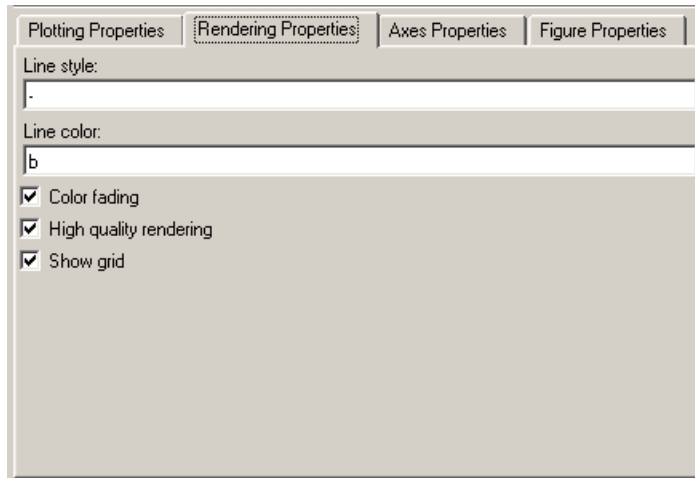 Plotting Properties Rendering Properties Axes Properties Figure Properties
Line style:
-
Line color:
b
Color fading
High quality rendering
Show grid